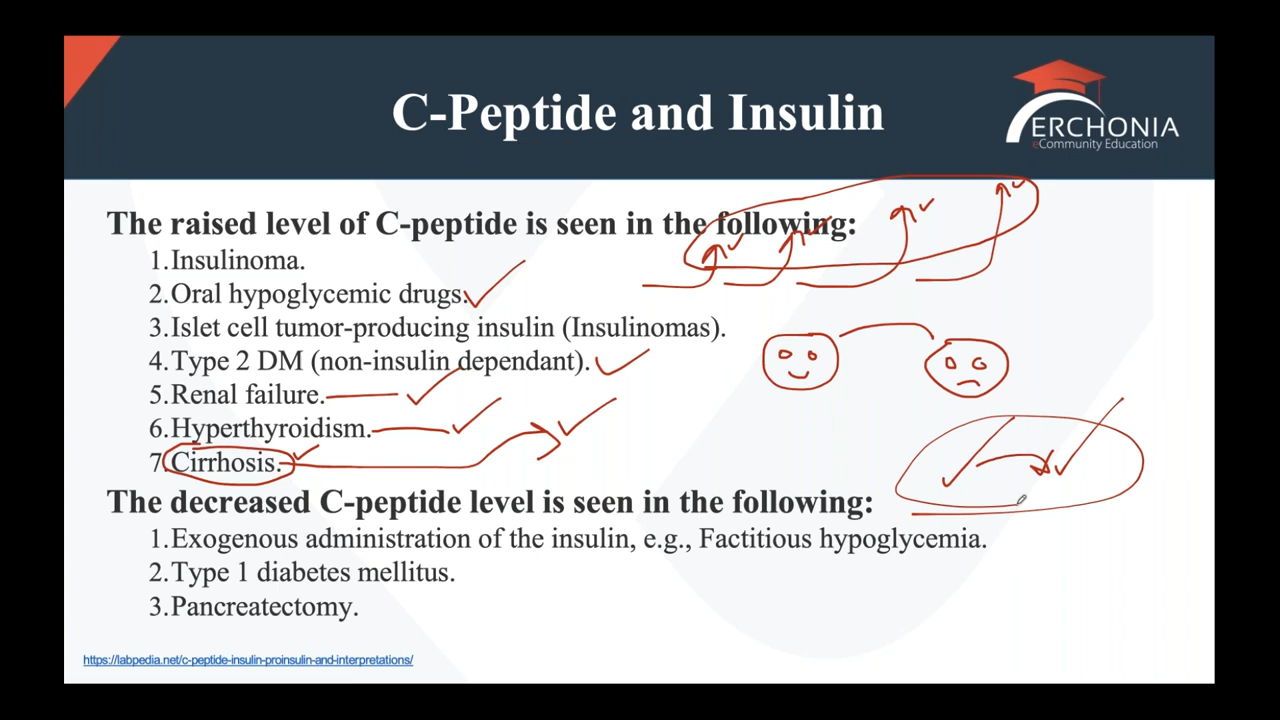 C-Peptide and Insulin
ERCHONIA
eCommunity Education
The raised level of C-peptide is seen in the following:
1.Insulinoma.
2.Oral hypoglycemic drugs.
3.Islet cell tumor-producing insulin (Insulinomas).
4.Type 2 DM (non-insulin dependant).
5.Renal failure.
6.Hyperthyroidism.
7.Cirrhosis.
The decreased C-peptide level is seen in the following:
1.Exogenous administration of the insulin, e.g., Factitious hypoglycemia.
2.Type 1 diabetes mellitus.
3.Pancreatectomy.
https://labpedia.net/c-peptide-insulin-proinsulin-and-interpretations/